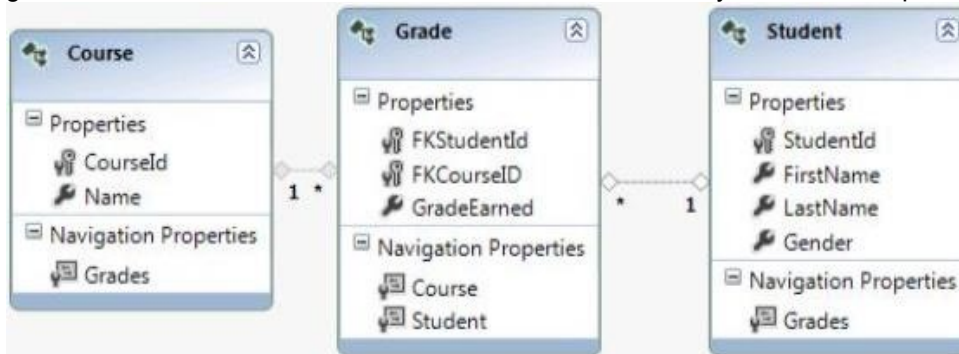 Course
Properties
CourseId
Name
Navigation Properties
Grades
1 *
Grade
Properties
FKStudentId
FKCourseID
GradeEarned
Navigation Properties
Course
Student
* 1
Student
Properties
StudentId
FirstName
LastName
Gender
Navigation Properties
Grades